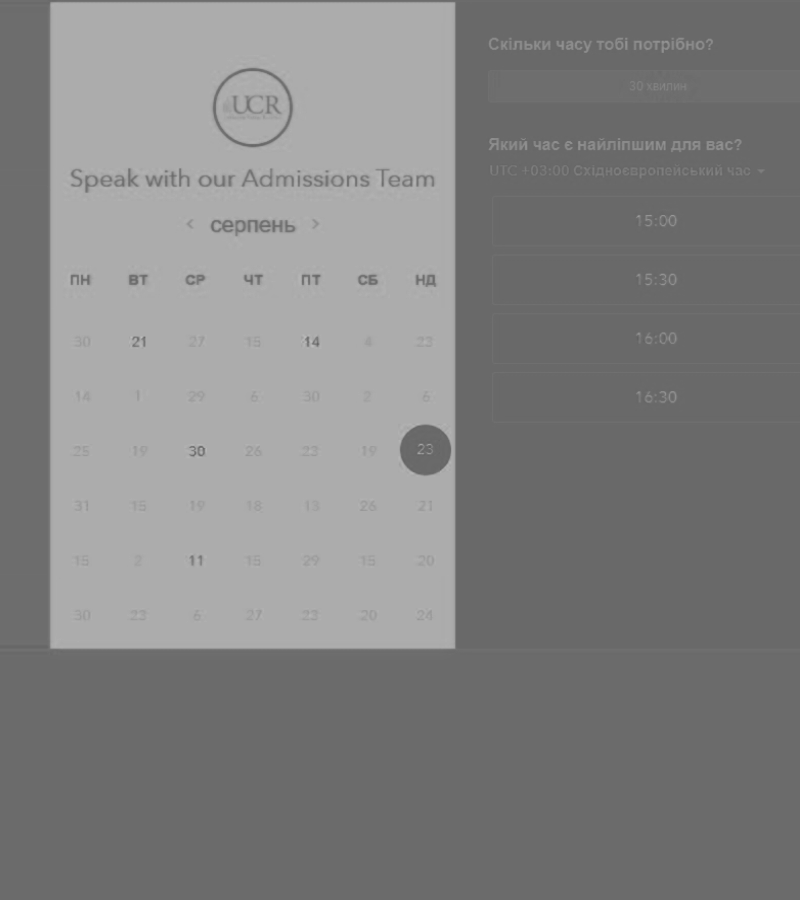 UCR
Speak with our Admissions Team
< серпень >
ПН ВТ СР ЧТ ПТ СБ НД
30 21 27 15 14 4 23
14 1 29 6 30 2 6
25 19 30 26 23 19 23
31 15 19 18 13 26 21
15 2 11 15 29 15 20
30 23 6 27 22 20 24
Скільки часу тобі потрібно?
30 хвилин
Який час є найліпшим для вас?
UTC +03:00 Східноєвропейський час
15:00
15:30
16:00
16:30